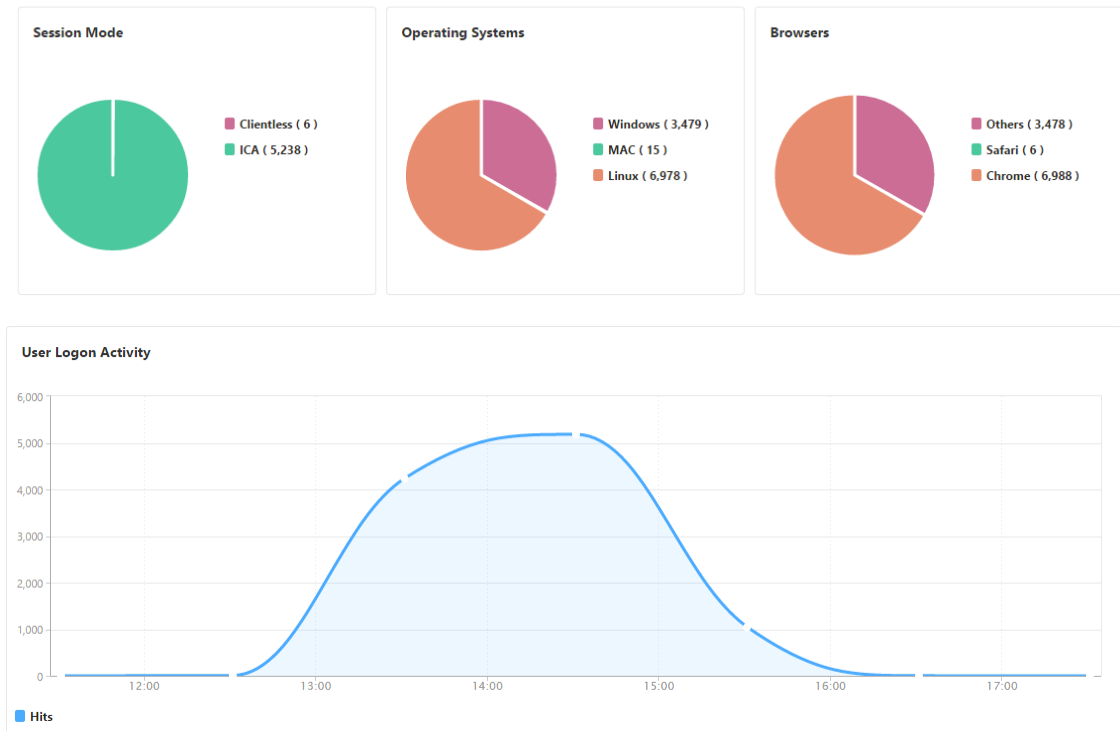 Session Mode
Clientless ( 6 )
ICA ( 5,238 )
Operating Systems
Windows ( 3,479 )
MAC ( 15 )
Linux ( 6,978 )
Browsers
Others ( 3,478 )
Safari ( 6 )
Chrome ( 6,988 )
User Logon Activity
6,000
5,000
4,000
3,000
2,000
1,000
0
12:00 13:00 14:00 15:00 16:00 17:00
Hits